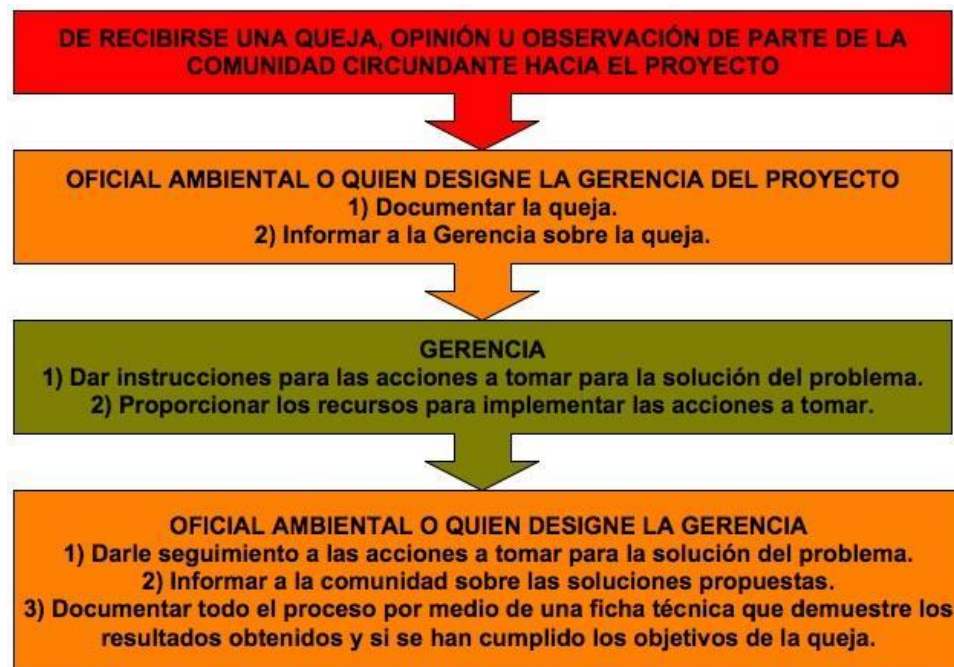 DE RECIBIRSE UNA QUEJA, OPINIÓN U OBSERVACIÓN DE PARTE DE LA
COMUNIDAD CIRCUNDANTE HACIA EL PROYECTO
OFICIAL AMBIENTAL O QUIEN DESIGNE LA GERENCIA DEL PROYECTO
1) Documentar la queja.
2) Informar a la Gerencia sobre la queja.
GERENCIA
1) Dar instrucciones para las acciones a tomar para la solución del problema.
2) Proporcionar los recursos para implementar las acciones a tomar.
OFICIAL AMBIENTAL O QUIEN DESIGNE LA GERENCIA
1) Darle seguimiento a las acciones a tomar para la solución del problema.
2) Informar a la comunidad sobre las soluciones propuestas.
3) Documentar todo el proceso por medio de una ficha técnica que demuestre los
resultados obtenidos y si se han cumplido los objetivos de la queja.